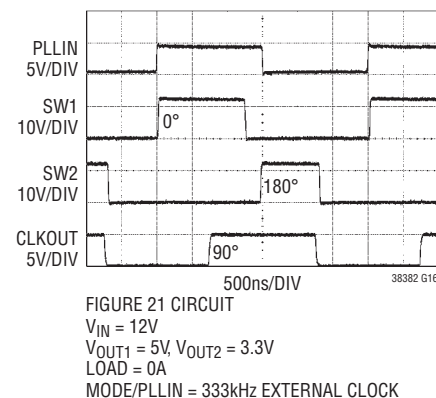 PLLIN
5V/DIV
SW1
10V/DIV
0°
SW2
10V/DIV
180°
CLKOUT
5V/DIV
90°
500ns/DIV
38382 G16
FIGURE 21 CIRCUIT
VIN = 12V
VOUT1 = 5V, VOUT2 = 3.3V
LOAD = 0A
MODE/PLLIN = 333kHz EXTERNAL CLOCK